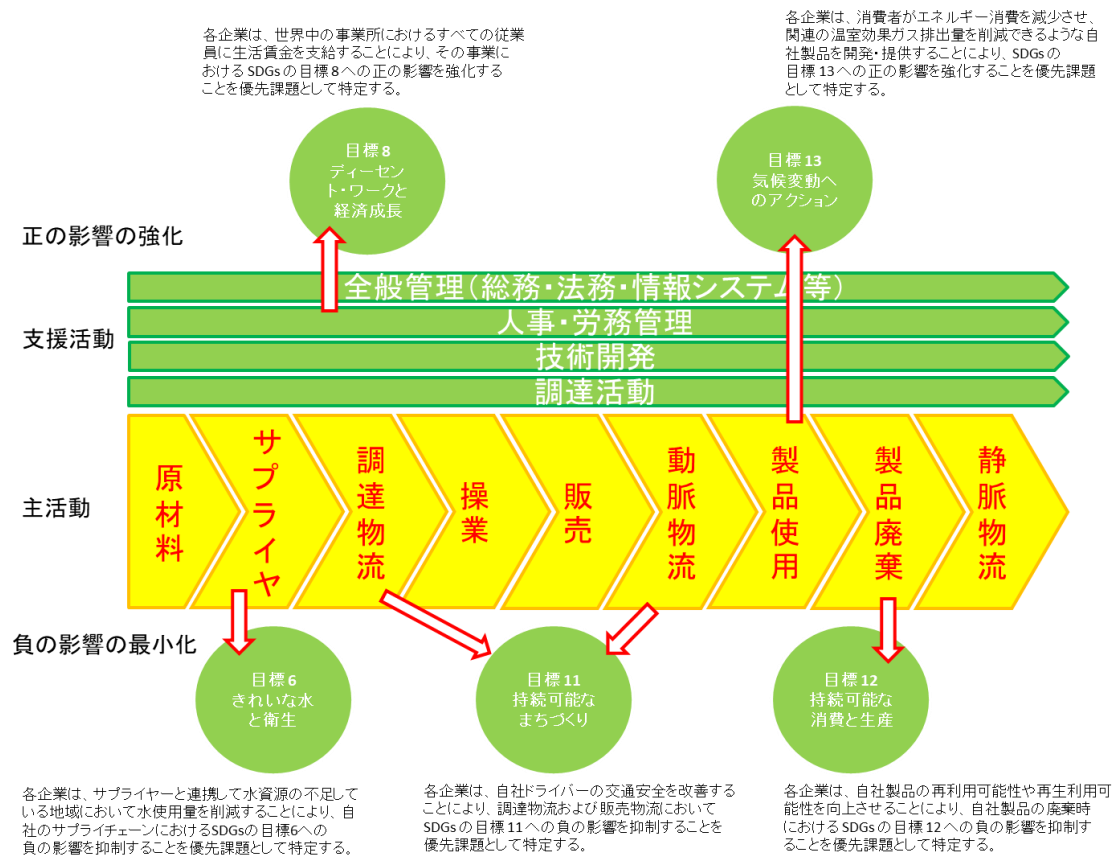 各企業は、世界中の事業所におけるすべての従業
員に生活賃金を支給することにより、その事業に
おけるSDGsの目標8への正の影響を強化する
ことを優先課題として特定する。
各企業は、消費者がエネルギー消費を減少させ、
関連の温室効果ガス排出量を削減できるような自
社製品を開発・提供することにより、SDGsの
目標13への正の影響を強化することを優先課題
として特定する。
目標8
ディーセン
ト・ワークと
経済成長
目標13
気候変動へ
のアクション
正の影響の強化
全般管理(総務・法務・情報システム等)
人事・労務管理
支援活動
技術開発
調達活動
主活動
原材料
サプライヤ
調達物流
操業
販売
動脈物流
製品使用
製品廃棄
静脈物流
負の影響の最小化
目標6
きれいな水
と衛生
目標11
持続可能な
まちづくり
目標12
持続可能な
消費と生産
各企業は、サプライヤーと連携して水資源の不足して
いる地域において水使用量を削減することにより、自
社のサプライチェーンにおけるSDGsの目標6への
負の影響を抑制することを優先課題として特定する。
各企業は、自社ドライバーの交通安全を改善する
ことにより、調達物流および販売物流において
SDGsの目標11への負の影響を抑制することを
優先課題として特定する。
各企業は、自社製品の再利用可能性や再生利用可
能性を向上させることにより、自社製品の廃棄時
におけるSDGsの目標12への負の影響を抑制す
ることを優先課題として特定する。